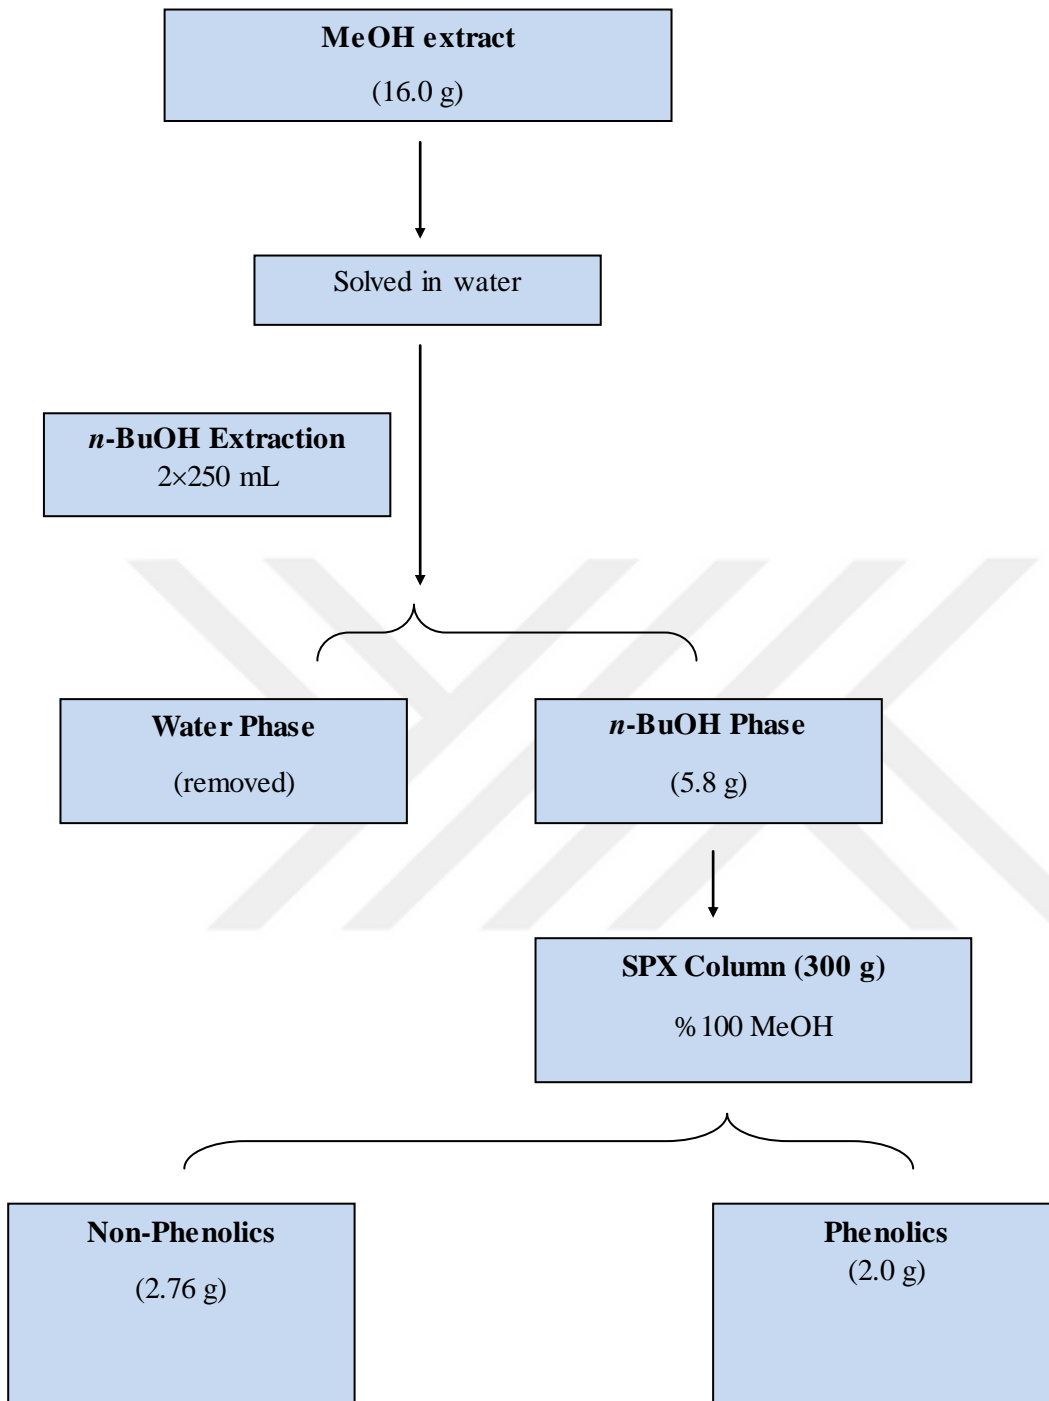 MeOH extract
(16.0 g)
Solved in water
n-BuOH Extraction
2×250 mL
Water Phase
(removed)
n-BuOH Phase
(5.8 g)
SPX Column (300 g)
%100 MeOH
Non-Phenolics
(2.76 g)
Phenolics
(2.0 g)